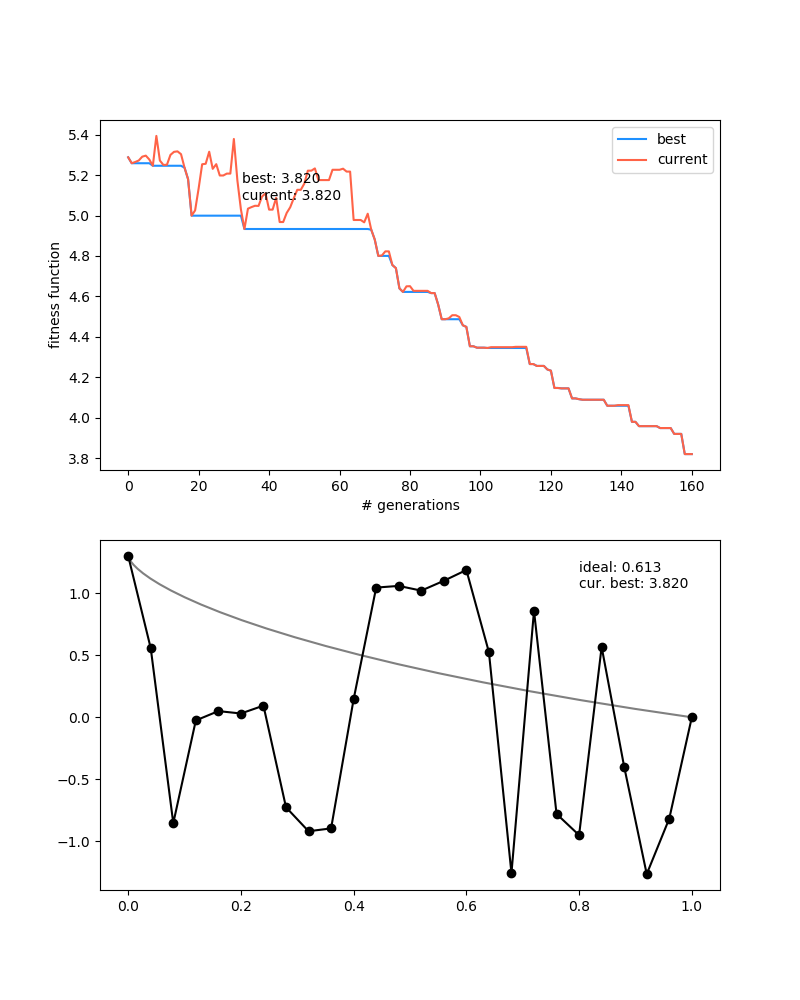 best
current
5.4
5.2
5.0
4.8
4.6
4.4
4.2
4.0
3.8
best: 3.820
current: 3.820
fitness function
0 20 40 60 80 100 120 140 160
# generations
ideal: 0.613
cur. best: 3.820
1.0
0.5
0.0
−0.5
−1.0
0.0 0.2 0.4 0.6 0.8 1.0